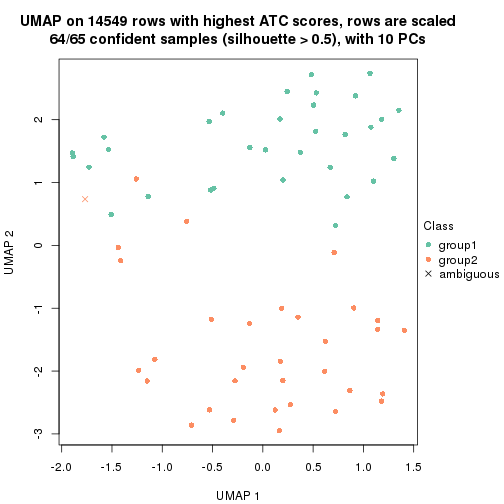 UMAP on 14549 rows with highest ATC scores, rows are scaled
64/65 confident samples (silhouette > 0.5), with 10 PCs
2
1
0
-1
-2
-3
UMAP 2
-2.0 -1.5 -1.0 -0.5 0.0 0.5 1.0 1.5
UMAP 1
Class
group1
group2
ambiguous